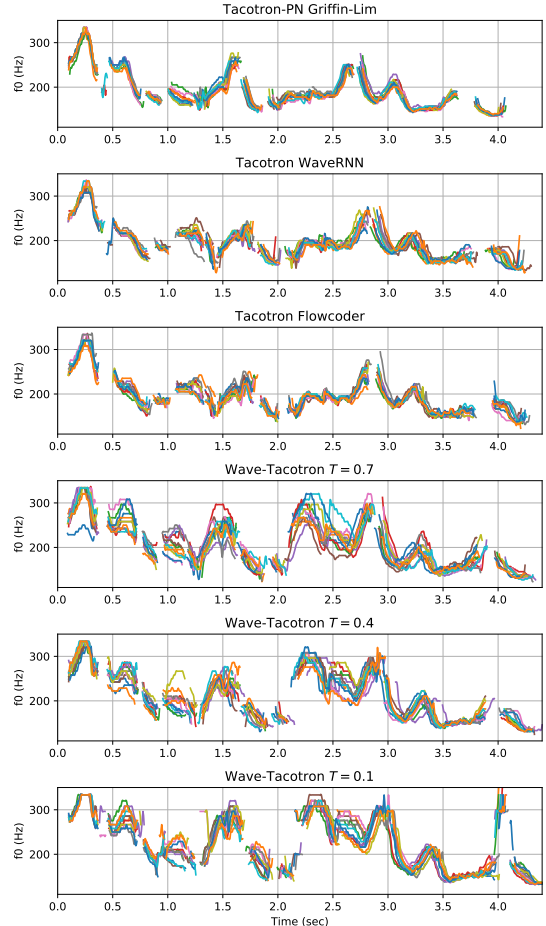 Tacotron-PN Griffin-Lim
300
200
f0 (Hz)
0.0 0.5 1.0 1.5 2.0 2.5 3.0 3.5 4.0
Tacotron WaveRNN
300
200
f0 (Hz)
0.0 0.5 1.0 1.5 2.0 2.5 3.0 3.5 4.0
Tacotron Flowcoder
300
200
f0 (Hz)
0.0 0.5 1.0 1.5 2.0 2.5 3.0 3.5 4.0
Wave-Tacotron T = 0.7
300
200
f0 (Hz)
0.0 0.5 1.0 1.5 2.0 2.5 3.0 3.5 4.0
Wave-Tacotron T = 0.4
300
200
f0 (Hz)
0.0 0.5 1.0 1.5 2.0 2.5 3.0 3.5 4.0
Wave-Tacotron T = 0.1
300
200
f0 (Hz)
0.0 0.5 1.0 1.5 2.0 2.5 3.0 3.5 4.0
Time (sec)